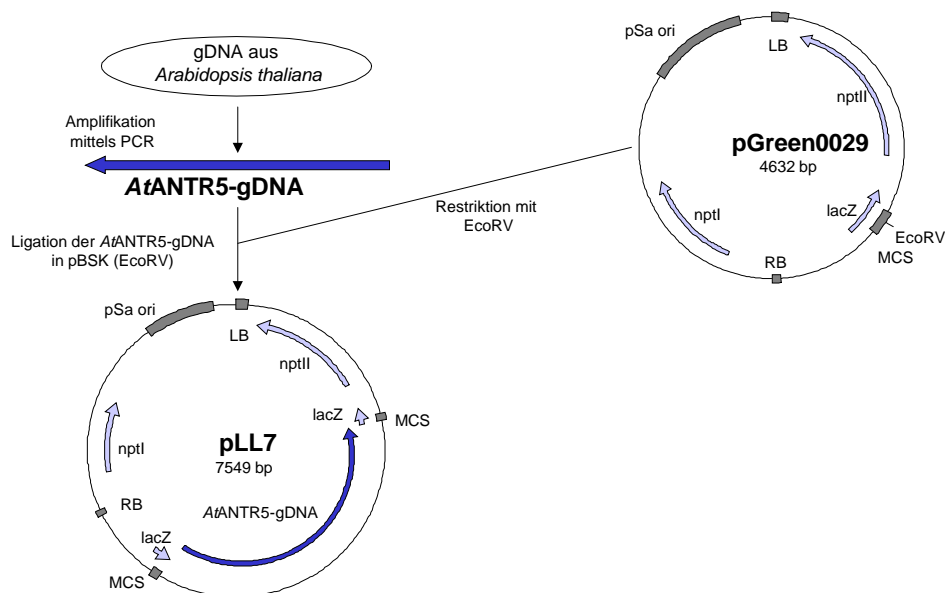 gDNA aus
Arabidopsis thaliana
Amplifikation
mittels PCR
AtANTR5-gDNA
Ligation der AtANTR5-gDNA
in pBSK (EcoRV)
Restriktion mit
EcoRV
pSa ori
LB
nptII
pGreen0029
4632 bp
nptI
lacZ
EcoRV
MCS
RB
pSa ori
LB
nptII
lacZ
MCS
pLL7
7549 bp
nptI
AtANTR5-gDNA
RB
lacZ
MCS